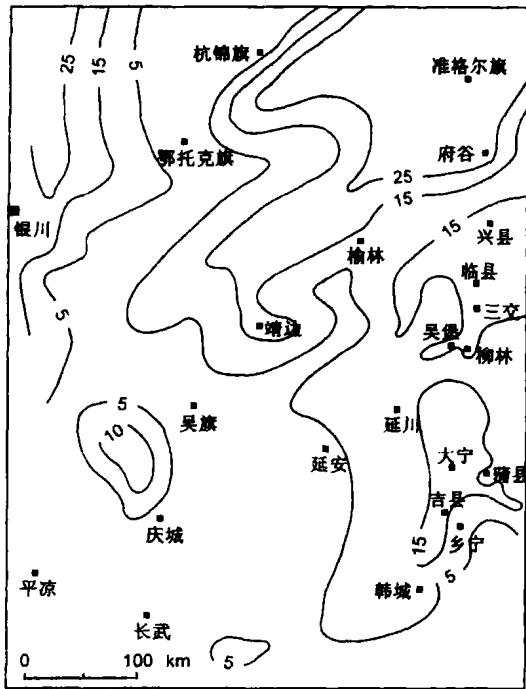 杭锦旗
准格尔旗
25
15
5
鄂托克旗
府谷
25
15
银川
15
兴县
榆林
临县
5
三交
靖边
吴堡
柳林
5
吴旗
延川
10
延安
大宁
蒲县
吉县
庆城
15
乡宁
平凉
韩城
5
长武
0 100 km
5